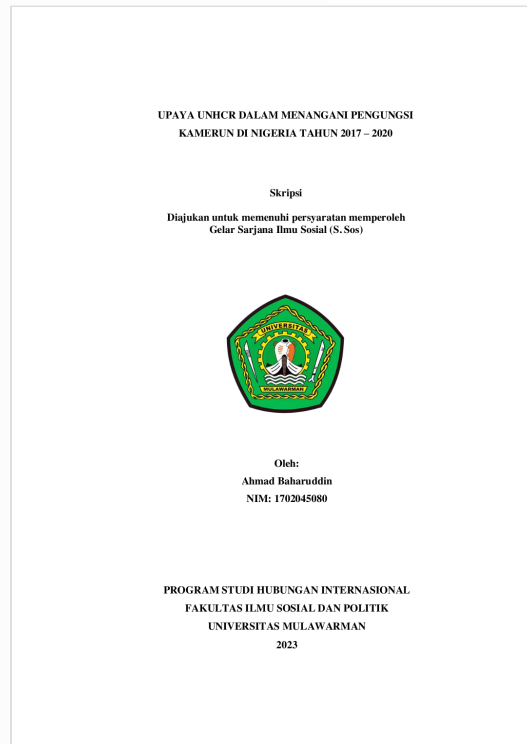 UPAYA UNHCR DALAM MENANGANI PENGUNGSI
KAMERUN DI NIGERIA TAHUN 2017 – 2020
Skripsi
Diajukan untuk memenuhi persyaratan memperoleh
Gelar Sarjana Ilmu Sosial (S. Sos)
UNIVERSITAS
MULAWARMAN
Oleh:
Ahmad Baharuddin
NIM: 1702045080
PROGRAM STUDI HUBUNGAN INTERNASIONAL
FAKULTAS ILMU SOSIAL DAN POLITIK
UNIVERSITAS MULAWARMAN
2023